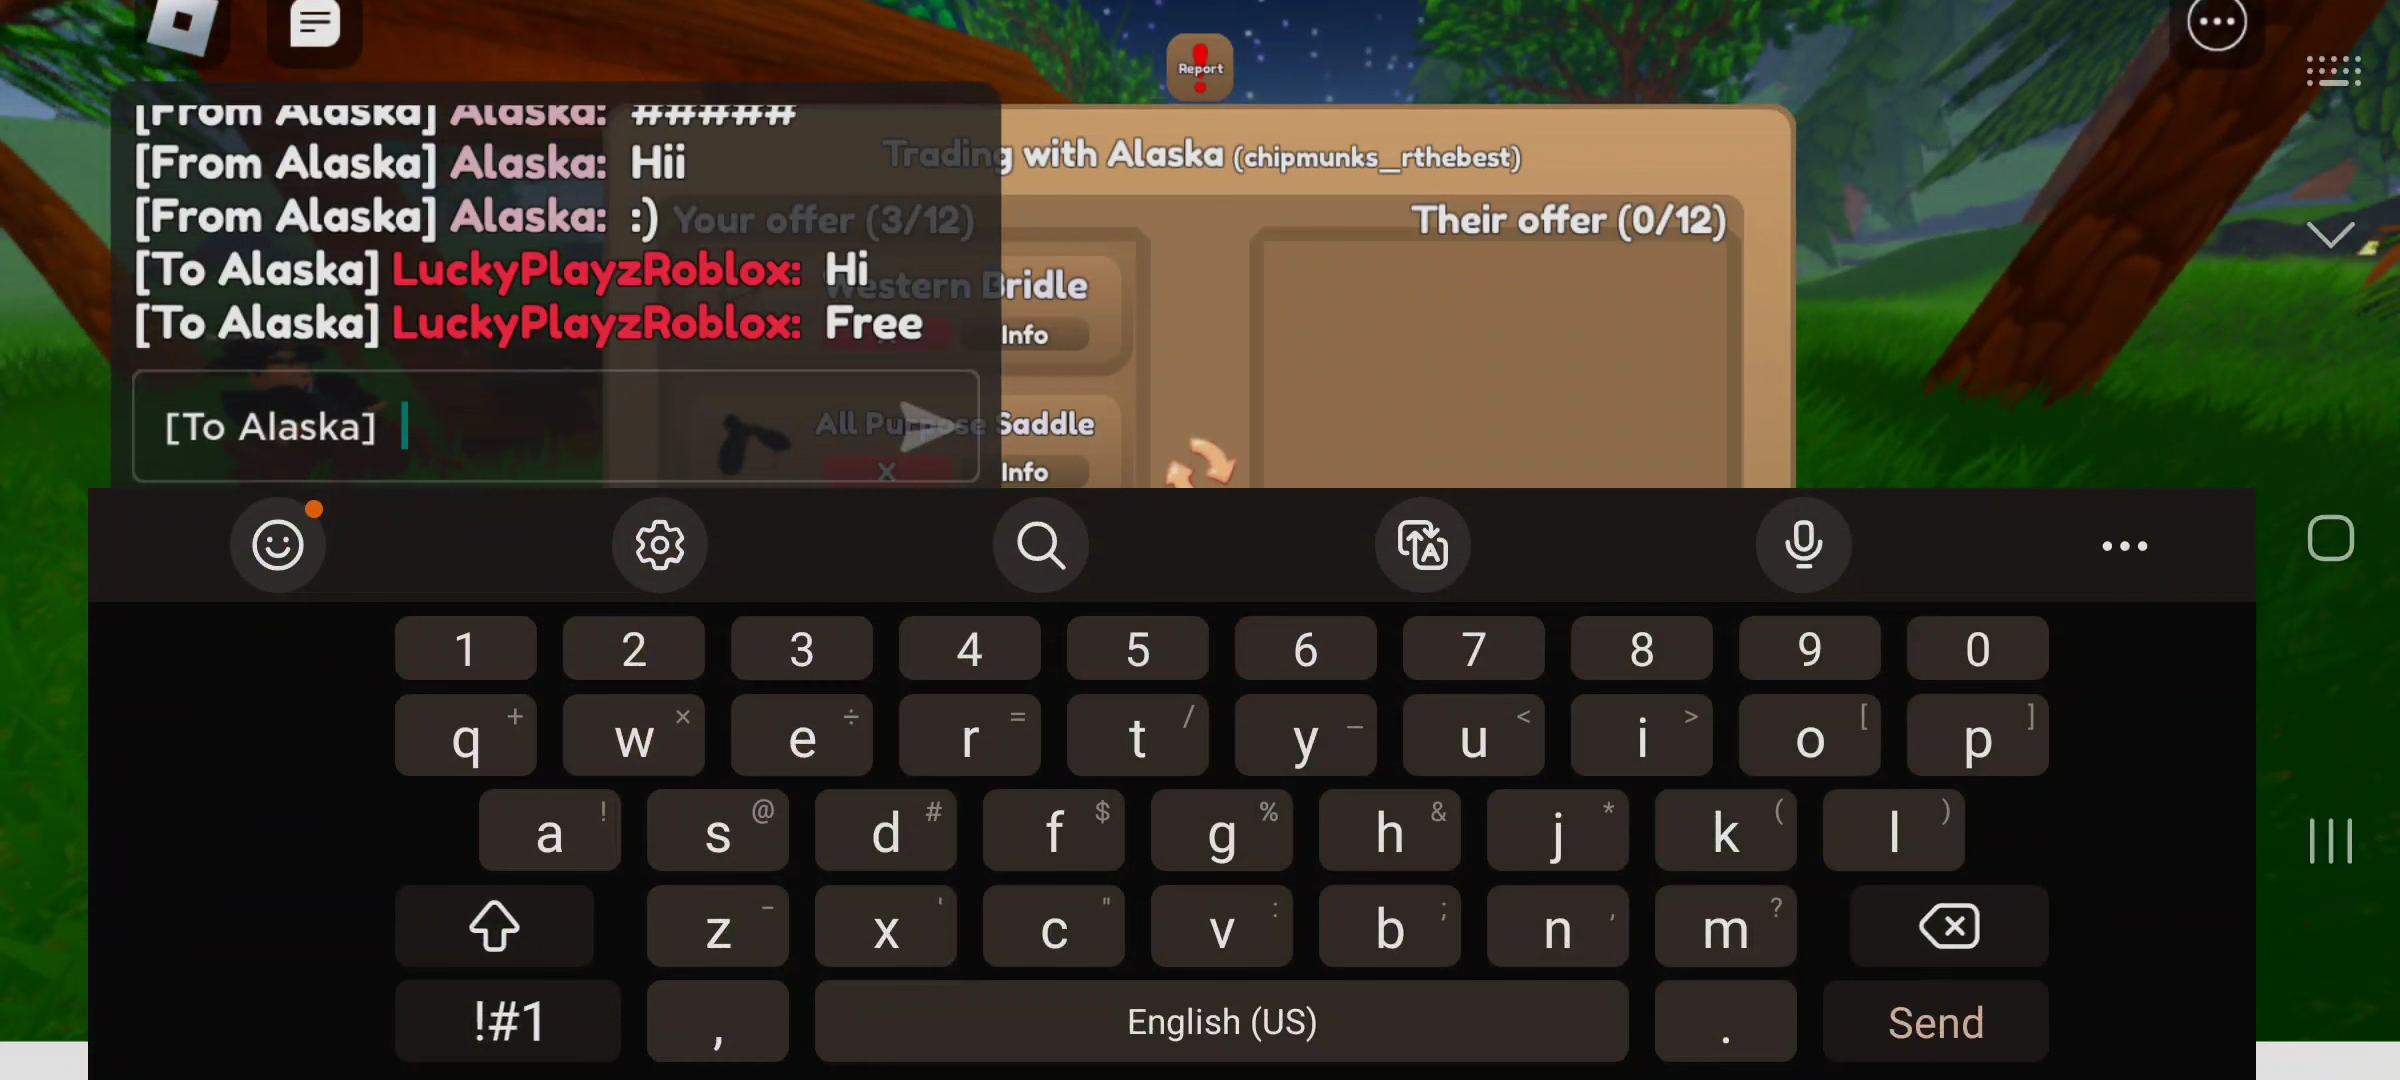 Report
[From Alaska] Alaska: #####
[From Alaska] Alaska: Hii
[From Alaska] Alaska: :)
[To Alaska] LuckyPlayzRoblox: Hi
[To Alaska] LuckyPlayzRoblox: Free
[To Alaska]
Trading with Alaska (chipmunks_rthebest)
Your offer (3/12)
Their offer (0/12)
Western Bridle
Info
All Purpose Saddle
X Info
1 2 3 4 5 6 7 8 9 0
q + w × e ÷ r = t / y _ u < i > o [ p ]
a ! s @ d # f $ g % h & j * k ( l )
z - x ' c " v : b ; n , m ?
!#1 , English (US) . Send